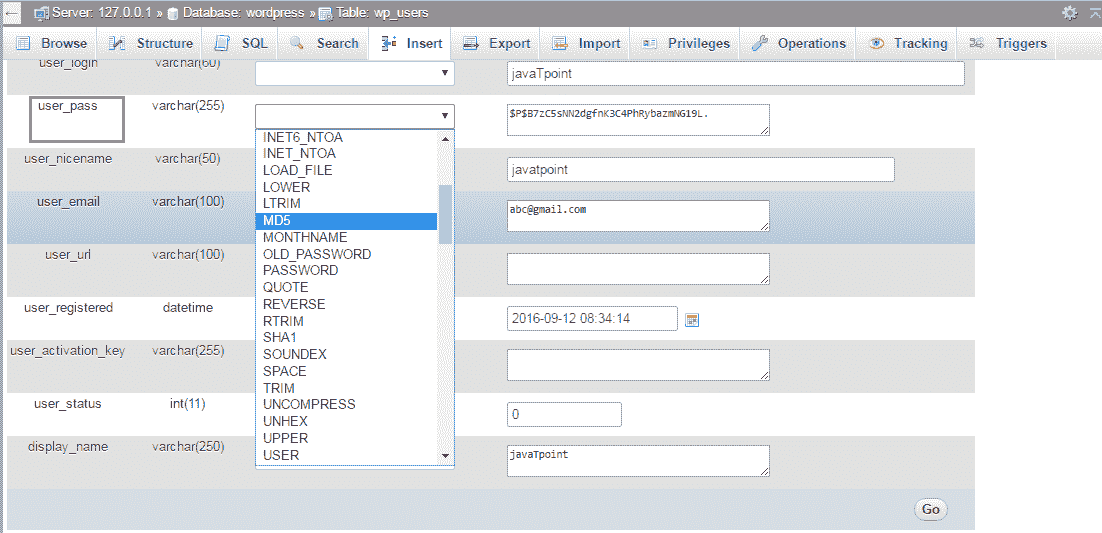 Server: 127.0.0.1 » Database: wordpress » Table: wp_users
Browse Structure SQL Search Insert Export Import Privileges Operations Tracking Triggers
user_login varchar(60) javaTpoint
user_pass varchar(255) $P$B7zC5sNN2dgfnK3C4PhRybazmNG19L.
INET6_NTOA
INET_NTOA
user_nicename varchar(50) javatpoint
LOAD_FILE
LOWER
user_email varchar(100) abc@gmail.com
LTRIM
MD5
MONTHNAME
user_url varchar(100)
OLD_PASSWORD
PASSWORD
QUOTE
user_registered datetime 2016-09-12 08:34:14
REVERSE
RTRIM
SHA1
user_activation_key varchar(255)
SOUNDEX
SPACE
TRIM
user_status int(11) 0
UNCOMPRESS
UNHEX
UPPER
display_name varchar(250) javaTpoint
USER
Go